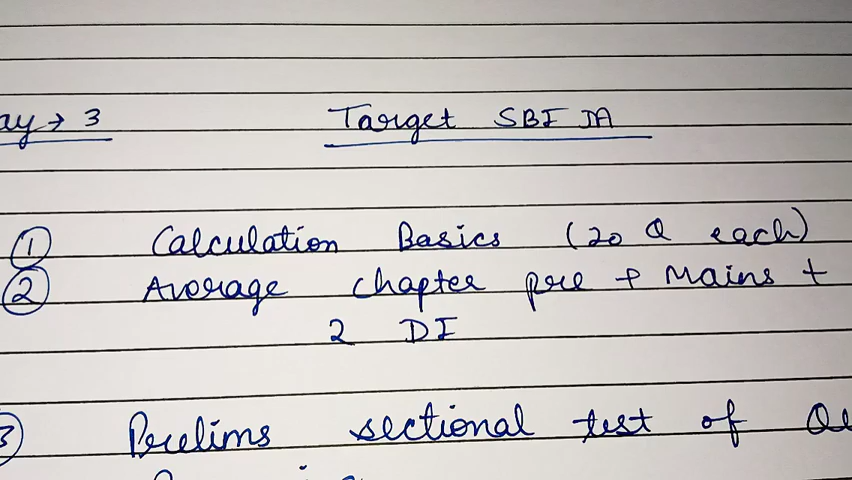 ay → 3 Target SBI JA
① Calculation Basics (20 Q each)
② Average chapter pre + Mains +
2 DI
3 Prelims sectional test of